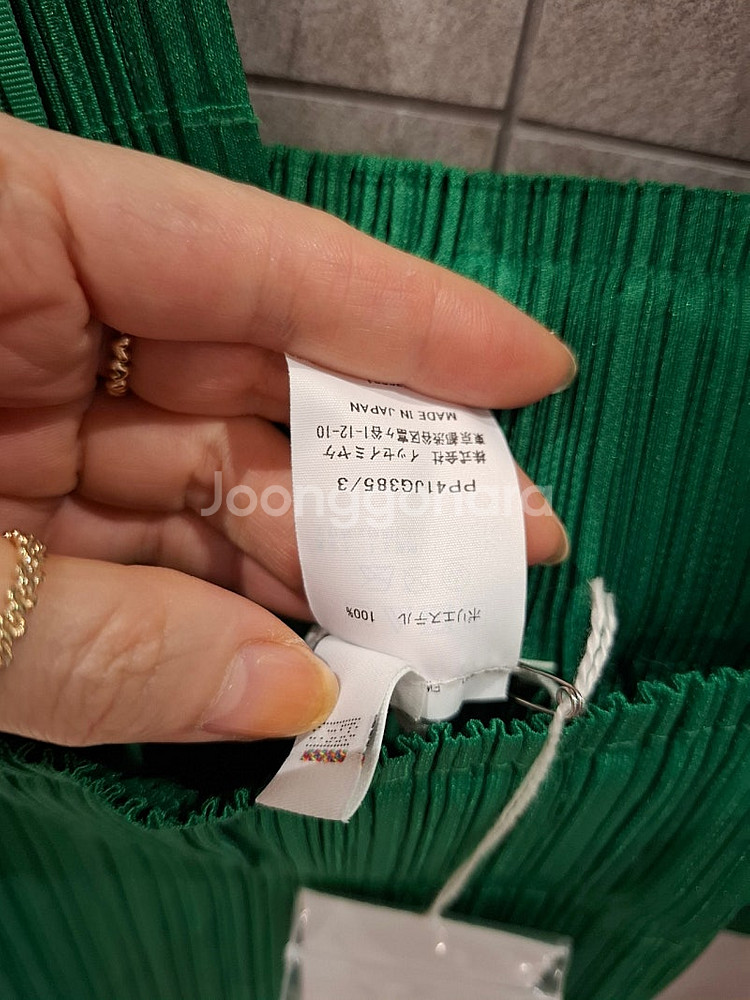 ポリエステル 100%
PP41JG385/3
株式会社 イッセイミヤケ
東京都渋谷区富ヶ谷1-12-10
MADE IN JAPAN
Joonggonara